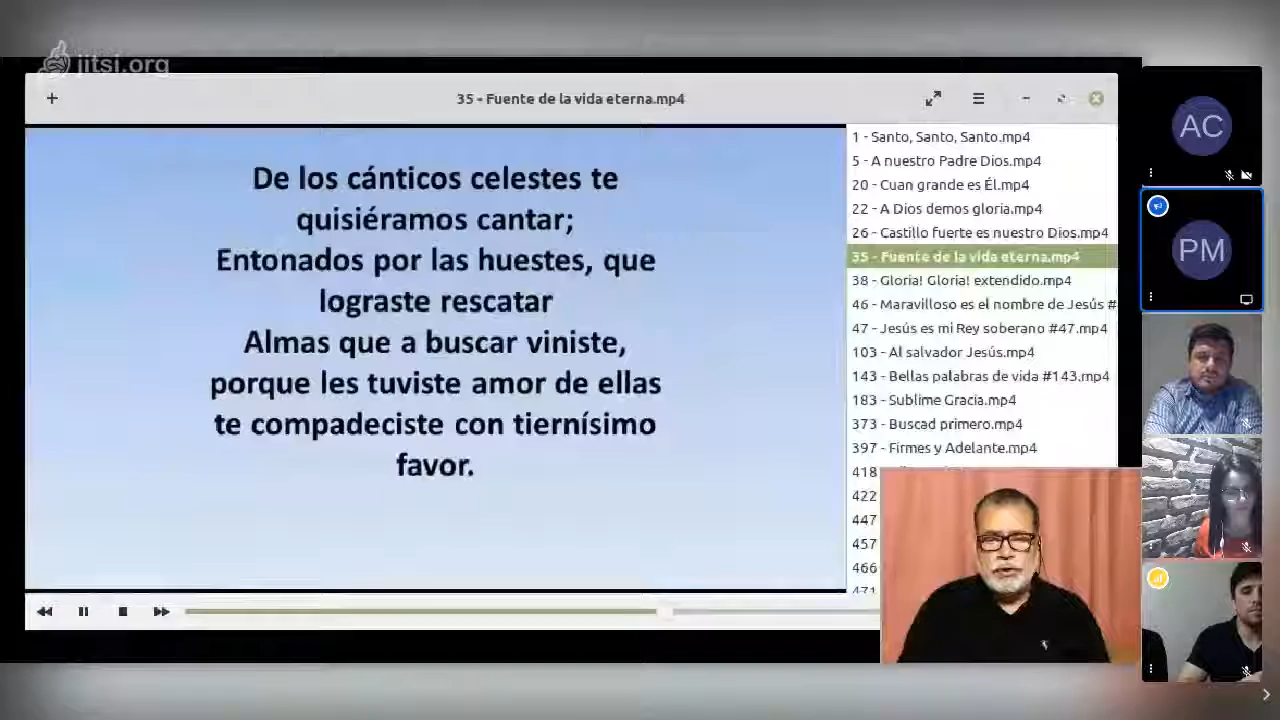 jitsi.org
35 - Fuente de la vida eterna.mp4
De los cánticos celestes te
quisiéramos cantar;
Entonados por las huestes, que
lograste rescatar
Almas que a buscar viniste,
porque les tuviste amor de ellas
te compadeciste con tiernísimo
favor.
1 - Santo, Santo, Santo.mp4
5 - A nuestro Padre Dios.mp4
20 - Cuan grande es Él.mp4
22 - A Dios demos gloria.mp4
26 - Castillo fuerte es nuestro Dios.mp4
35 - Fuente de la vida eterna.mp4
38 - Gloria! Gloria! extendido.mp4
46 - Maravilloso es el nombre de Jesús #
47 - Jesús es mi Rey soberano #47.mp4
103 - Al salvador Jesús.mp4
143 - Bellas palabras de vida #143.mp4
183 - Sublime Gracia.mp4
373 - Buscad primero.mp4
397 - Firmes y Adelante.mp4
418
422
447
457
466
471
AC
PM